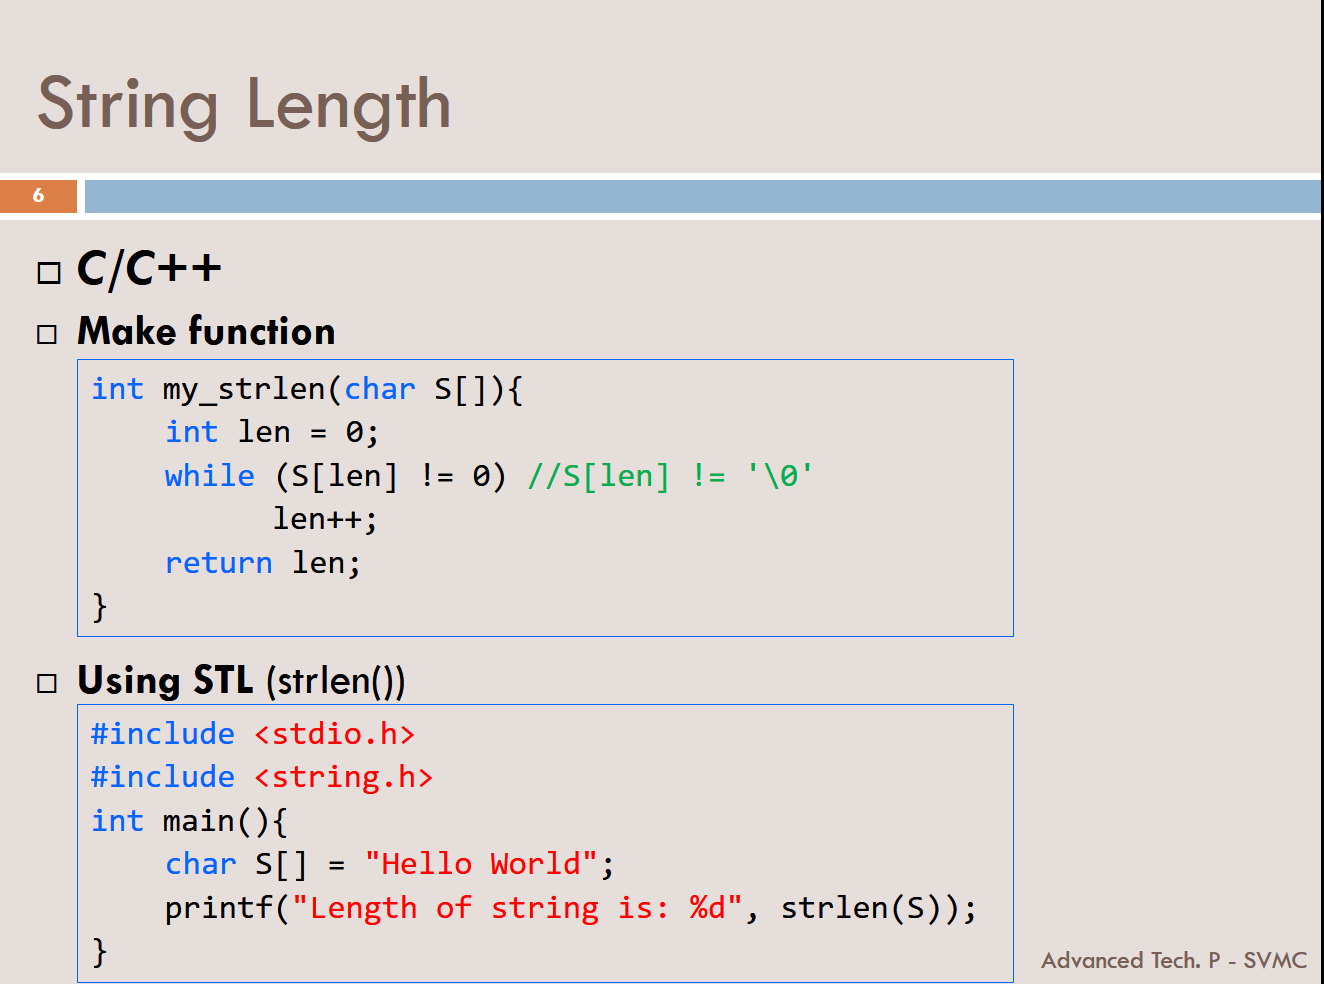 String Length
6
C/C++
Make function
int my_strlen(char S[]){
    int len = 0;
    while (S[len] != 0) //S[len] != '\0'
          len++;
    return len;
}
Using STL (strlen())
#include <stdio.h>
#include <string.h>
int main(){
    char S[] = "Hello World";
    printf("Length of string is: %d", strlen(S));
}
Advanced Tech. P - SVMC